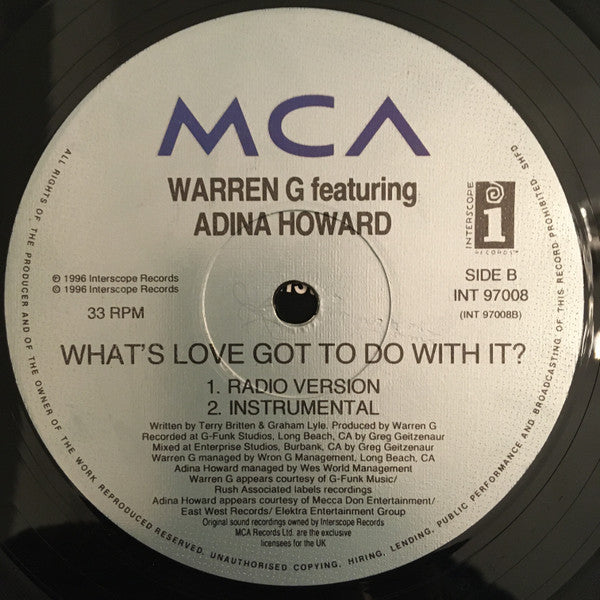 MCA
WARREN G featuring
ADINA HOWARD
INTERSCOPE
RECORDS
℗ 1996 Interscope Records
© 1996 Interscope Records
33 RPM
SIDE B
INT 97008
(INT 97008B)
WHAT'S LOVE GOT TO DO WITH IT?
1. RADIO VERSION
2. INSTRUMENTAL
Written by Terry Britten & Graham Lyle. Produced by Warren G
Recorded at G-Funk Studios, Long Beach, CA by Greg Geitzenaur
Mixed at Enterprise Studios, Burbank, CA by Greg Geitzenaur
Warren G managed by Wron G Management, Long Beach, CA
Adina Howard managed by Wes World Management
Warren G appears courtesy of G-Funk Music/
Rush Associated labels recordings
Adina Howard appears courtesy of Mecca Don Entertainment/
East West Records/ Elektra Entertainment Group
Original sound recordings owned by Interscope Records
MCA Records Ltd. are the exclusive
licensees for the UK
ALL RIGHTS OF THE PRODUCER AND OF THE OWNER OF THE WORK REPRODUCED RESERVED. UNAUTHORISED COPYING, HIRING, LENDING, PUBLIC PERFORMANCE AND BROADCASTING OF THIS RECORD PROHIBITED. SHFD